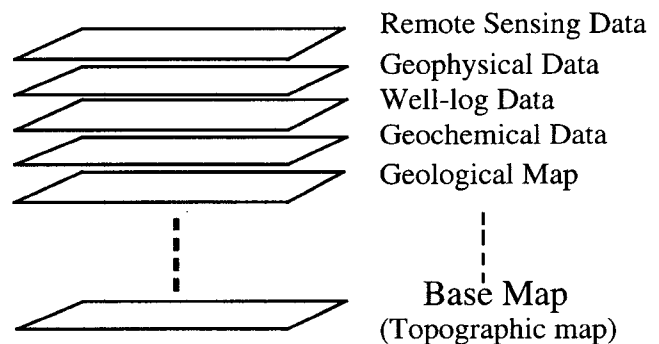 Remote Sensing Data
Geophysical Data
Well-log Data
Geochemical Data
Geological Map
Base Map
(Topographic map)